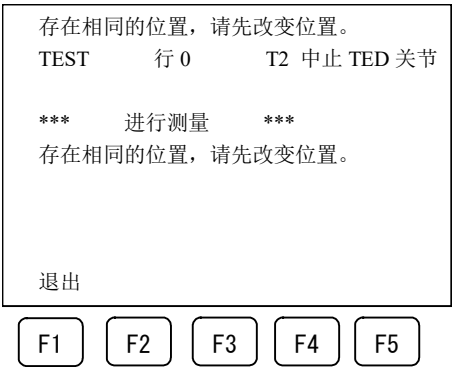 存在相同的位置，请先改变位置。
TEST 行 0 T2 中止 TED 关节
*** 进行测量 ***
存在相同的位置，请先改变位置。
退出
F1 F2 F3 F4 F5